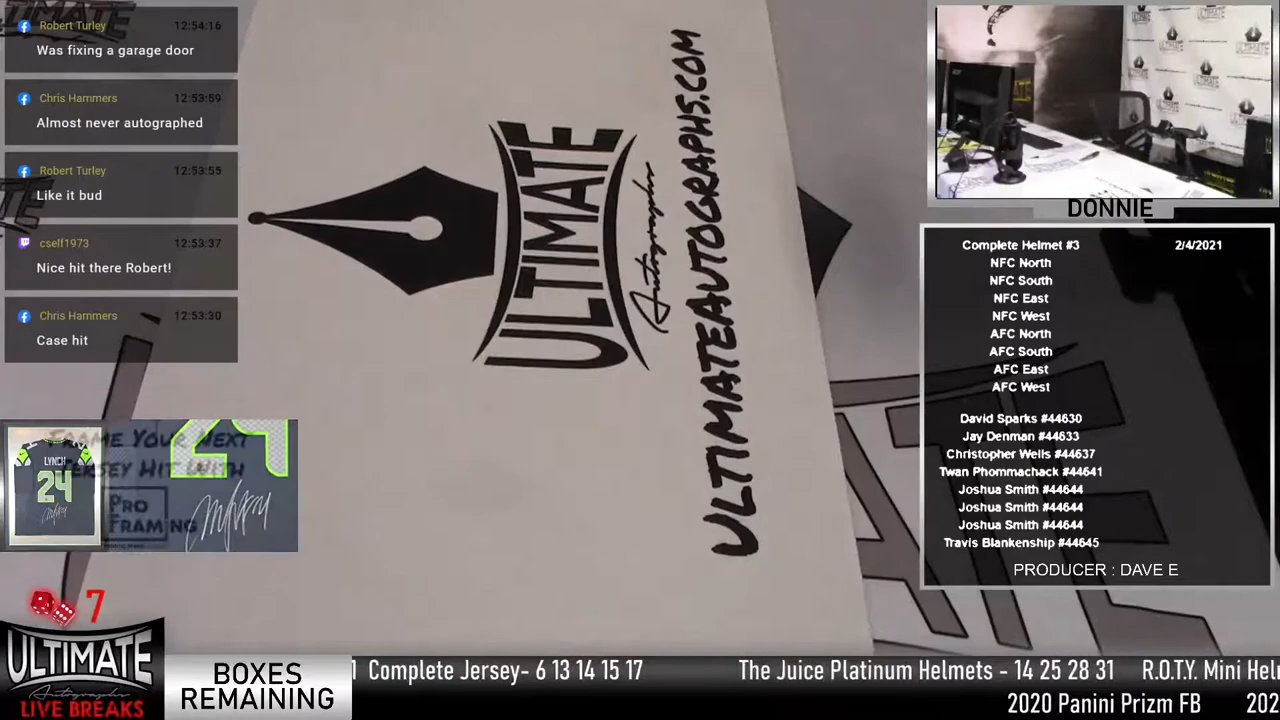 Robert Turley 12:54:16
Was fixing a garage door
Chris Hammers 12:53:59
Almost never autographed
Robert Turley 12:53:55
Like it bud
cself1973 12:53:37
Nice hit there Robert!
Chris Hammers 12:53:30
Case hit
ULTIMATE
Autographs
ULTIMATEAUTOGRAPHS.COM
DONNIE
Complete Helmet #3 2/4/2021
NFC North
NFC South
NFC East
NFC West
AFC North
AFC South
AFC East
AFC West
David Sparks #44630
Jay Denman #44633
Christopher Wells #44637
Twan Phommachack #44641
Joshua Smith #44644
Joshua Smith #44644
Joshua Smith #44644
Travis Blankenship #44645
PRODUCER : DAVE E
Frame Your Next
Jersey Hit With
Pro
Framing
LYNCH
24
24
7
ULTIMATE
Autographs
LIVE BREAKS
BOXES
REMAINING
1 Complete Jersey- 6 13 14 15 17 The Juice Platinum Helmets - 14 25 28 31 R.O.T.Y. Mini Hel
2020 Panini Prizm FB 202